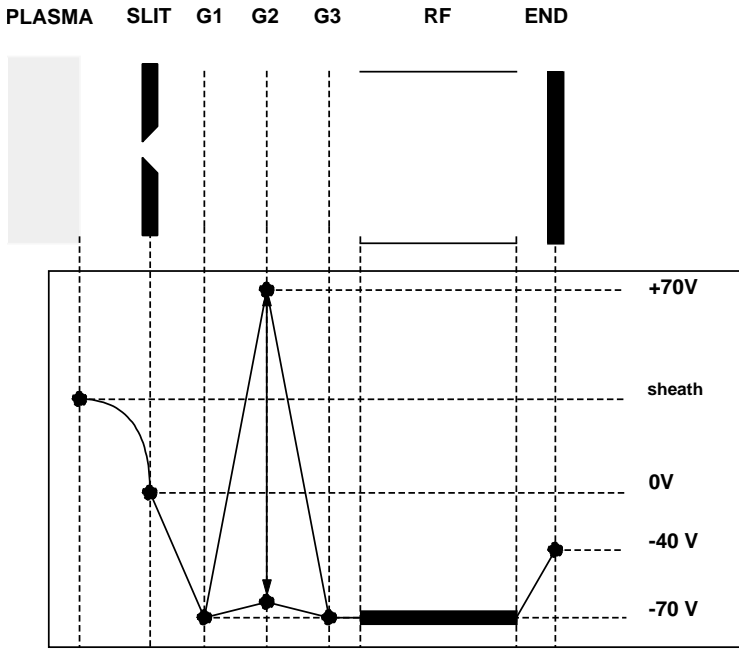 PLASMA SLIT G1 G2 G3 RF END
+70V
sheath
0V
-40 V
-70 V